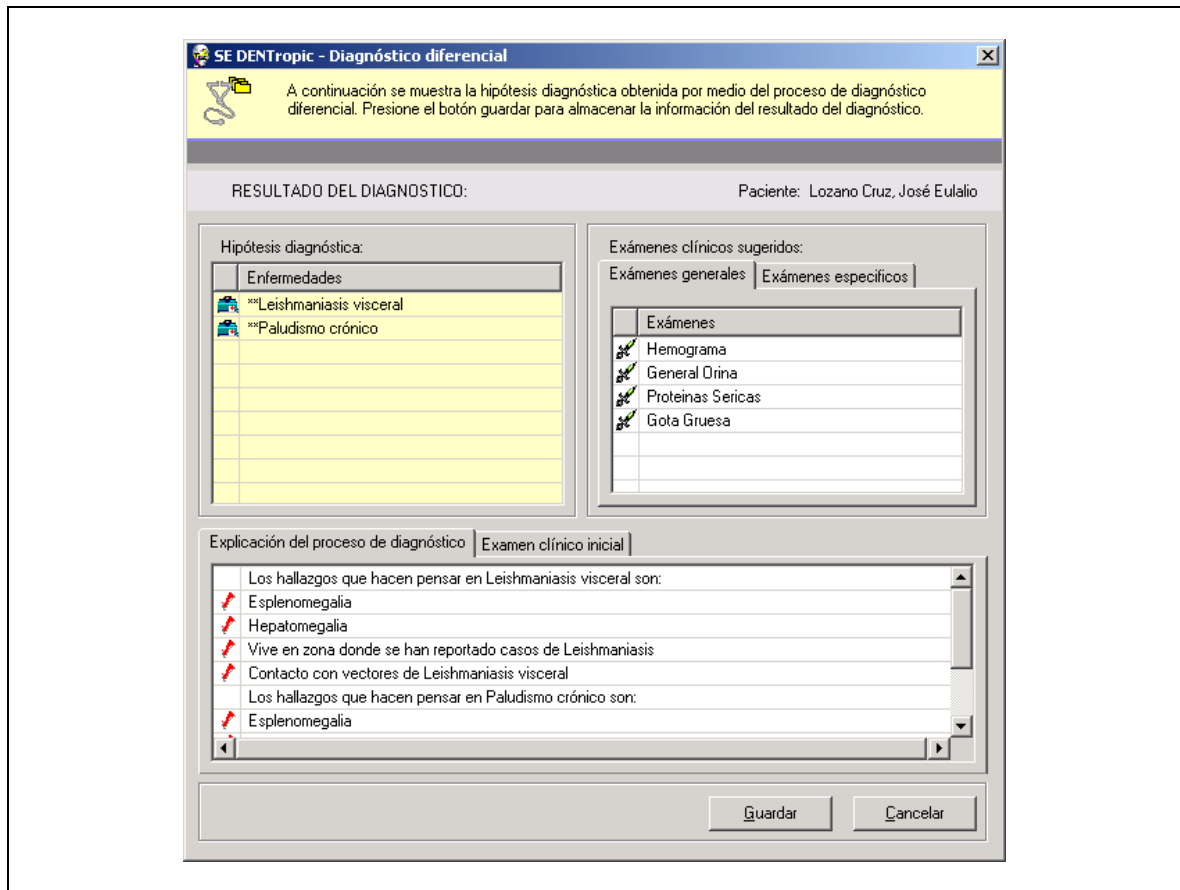 SE DENTropic - Diagnóstico diferencial
A continuación se muestra la hipótesis diagnóstica obtenida por medio del proceso de diagnóstico
diferencial. Presione el botón guardar para almacenar la información del resultado del diagnóstico.
RESULTADO DEL DIAGNOSTICO:
Paciente: Lozano Cruz, José Eulalio
Hipótesis diagnóstica:
Enfermedades
**Leishmaniasis visceral
**Paludismo crónico
Exámenes clínicos sugeridos:
Exámenes generales
Exámenes especificos
Exámenes
Hemograma
General Orina
Proteinas Sericas
Gota Gruesa
Explicación del proceso de diagnóstico
Examen clínico inicial
Los hallazgos que hacen pensar en Leishmaniasis visceral son:
Esplenomegalia
Hepatomegalia
Vive en zona donde se han reportado casos de Leishmaniasis
Contacto con vectores de Leishmaniasis visceral
Los hallazgos que hacen pensar en Paludismo crónico son:
Esplenomegalia
Guardar
Cancelar